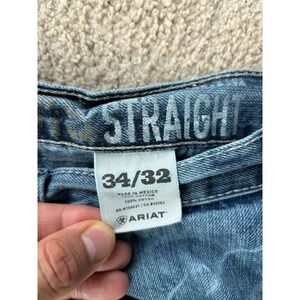 STRAIGHT
34/32
MADE IN MEXICO
100% COTTON
ARIAT